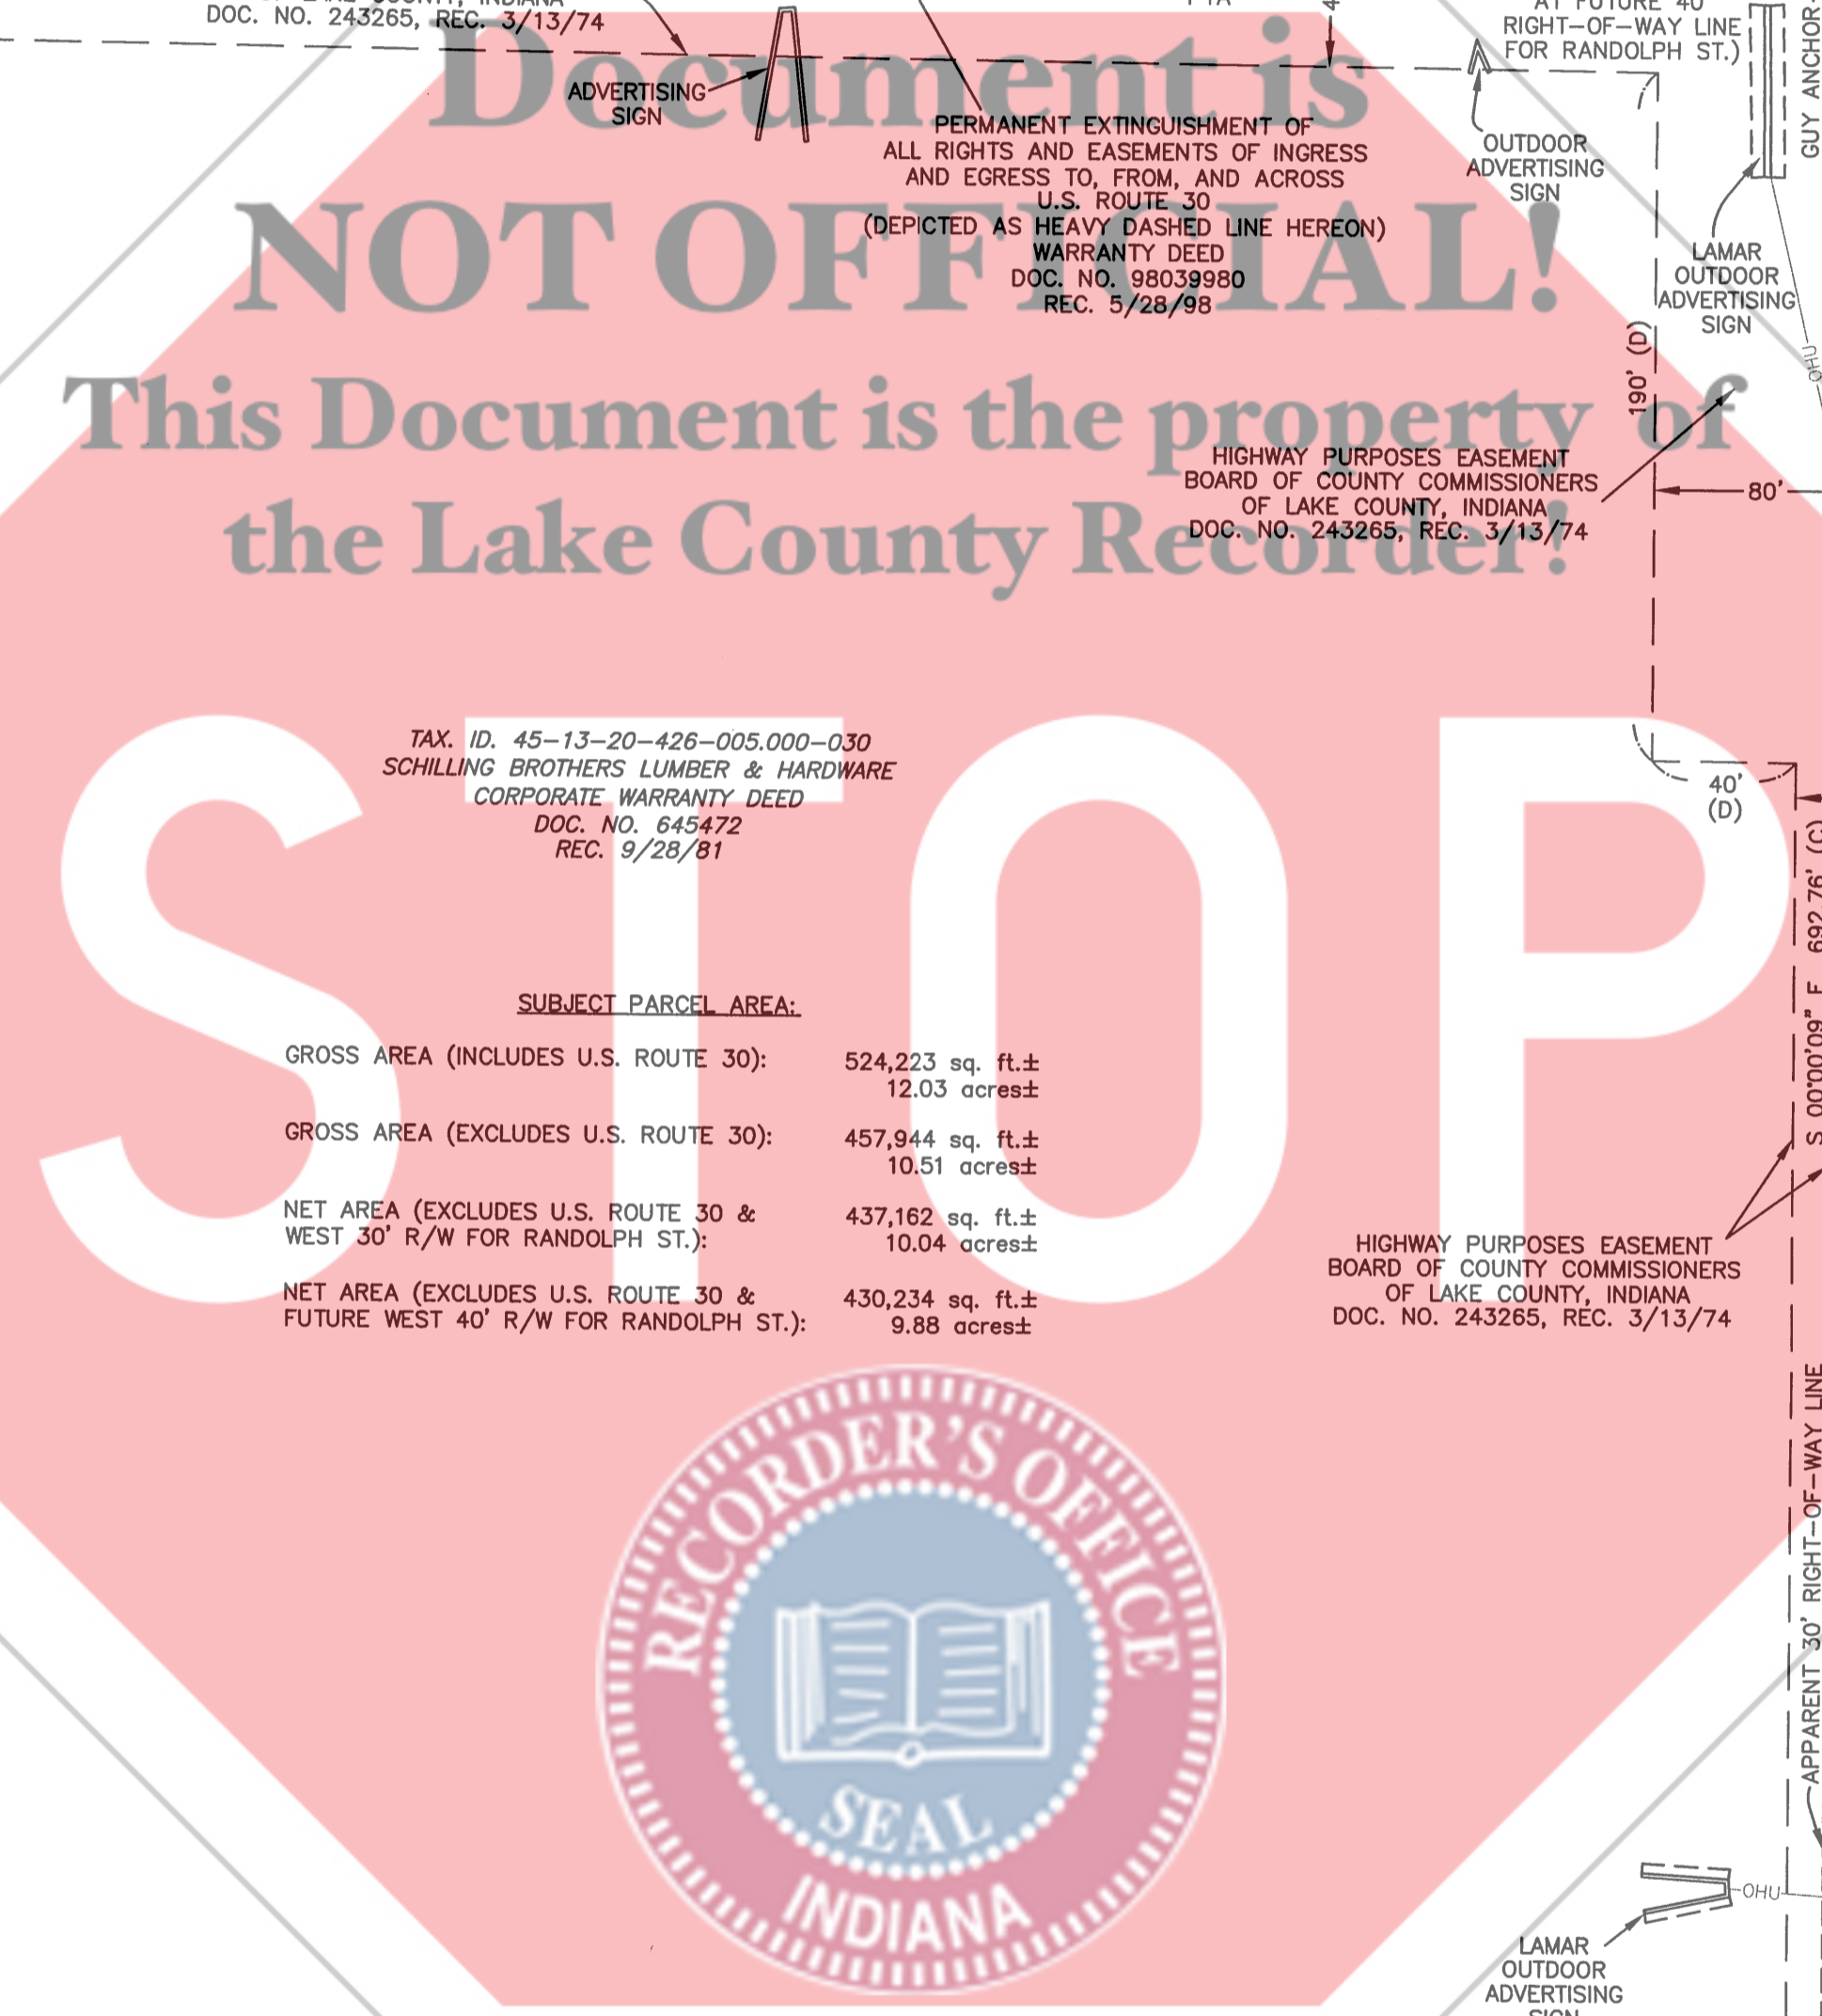 DOC. NO. 243265, REC. 3/13/74
AT FUTURE 40'
RIGHT-OF-WAY LINE
FOR RANDOLPH ST.)
GUY ANCHOR
Document is
ADVERTISING
SIGN
PERMANENT EXTINGUISHMENT OF
ALL RIGHTS AND EASEMENTS OF INGRESS
AND EGRESS TO, FROM, AND ACROSS
U.S. ROUTE 30
(DEPICTED AS HEAVY DASHED LINE HEREON)
WARRANTY DEED
DOC. NO. 98039980
REC. 5/28/98
OUTDOOR
ADVERTISING
SIGN
LAMAR
OUTDOOR
ADVERTISING
SIGN
OHU
NOT OFFICIAL!
190' (D)
This Document is the property of
the Lake County Recorder!
HIGHWAY PURPOSES EASEMENT
BOARD OF COUNTY COMMISSIONERS
OF LAKE COUNTY, INDIANA
DOC. NO. 243265, REC. 3/13/74
80'
STOP
TAX. ID. 45-13-20-426-005.000-030
SCHILLING BROTHERS LUMBER & HARDWARE
CORPORATE WARRANTY DEED
DOC. NO. 645472
REC. 9/28/81
40'
(D)
S 00°00'09" E 692.76' (C)
SUBJECT PARCEL AREA:
GROSS AREA (INCLUDES U.S. ROUTE 30): 524,223 sq. ft.±
12.03 acres±
GROSS AREA (EXCLUDES U.S. ROUTE 30): 457,944 sq. ft.±
10.51 acres±
NET AREA (EXCLUDES U.S. ROUTE 30 & 437,162 sq. ft.±
WEST 30' R/W FOR RANDOLPH ST.): 10.04 acres±
NET AREA (EXCLUDES U.S. ROUTE 30 & 430,234 sq. ft.±
FUTURE WEST 40' R/W FOR RANDOLPH ST.): 9.88 acres±
HIGHWAY PURPOSES EASEMENT
BOARD OF COUNTY COMMISSIONERS
OF LAKE COUNTY, INDIANA
DOC. NO. 243265, REC. 3/13/74
APPARENT 30' RIGHT-OF-WAY LINE
RECORDER'S OFFICE
SEAL
INDIANA
OHU
LAMAR
OUTDOOR
ADVERTISING
SIGN